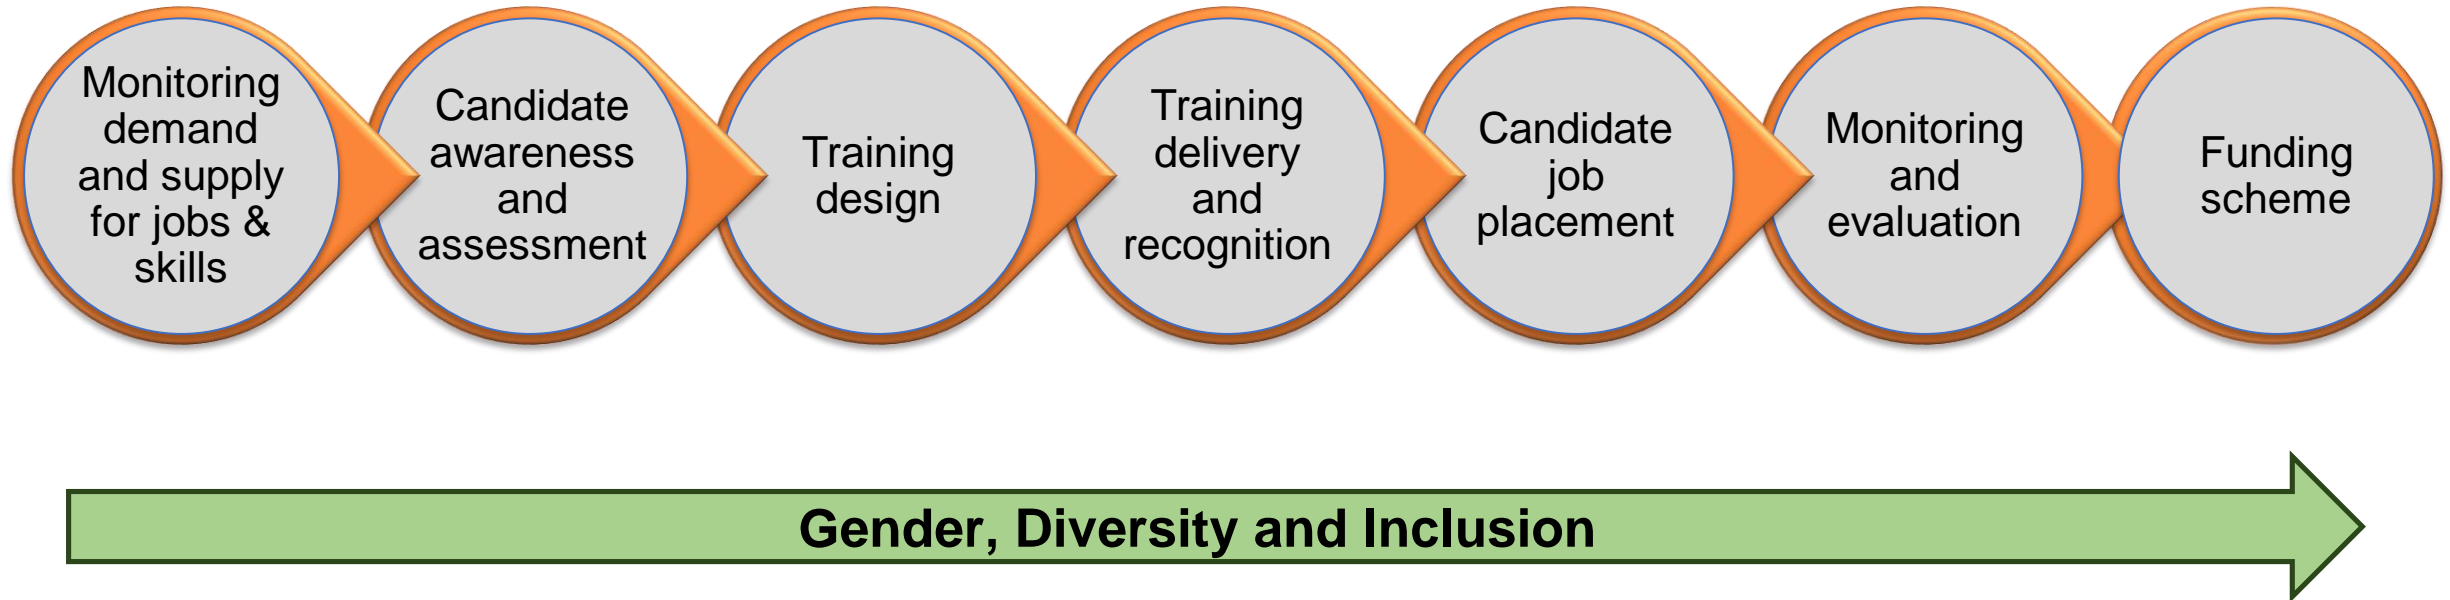 Monitoring
demand
and supply
for jobs &
skills
Candidate
awareness
and
assessment
Training
design
Training
delivery
and
recognition
Candidate
job
placement
Monitoring
and
evaluation
Funding
scheme
Gender, Diversity and Inclusion